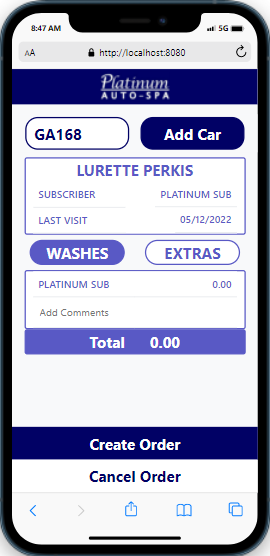 8:47 AM 5G
AA http://localhost:8080
Platinum
AUTO-SPA
GA168 Add Car
LURETTE PERKIS
SUBSCRIBER PLATINUM SUB
LAST VISIT 05/12/2022
WASHES EXTRAS
PLATINUM SUB 0.00
Add Comments
Total 0.00
Create Order
Cancel Order